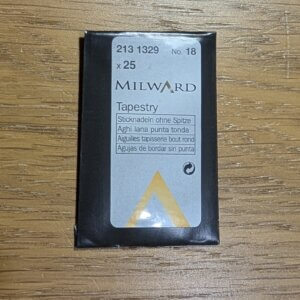 213 1329 No. 18
x 25
MILWARD
Tapestry
Sticknadeln ohne Spitze
Aghi lana punta tonda
Aiguilles tapisserie bout rond
Agujas de bordar sin punta